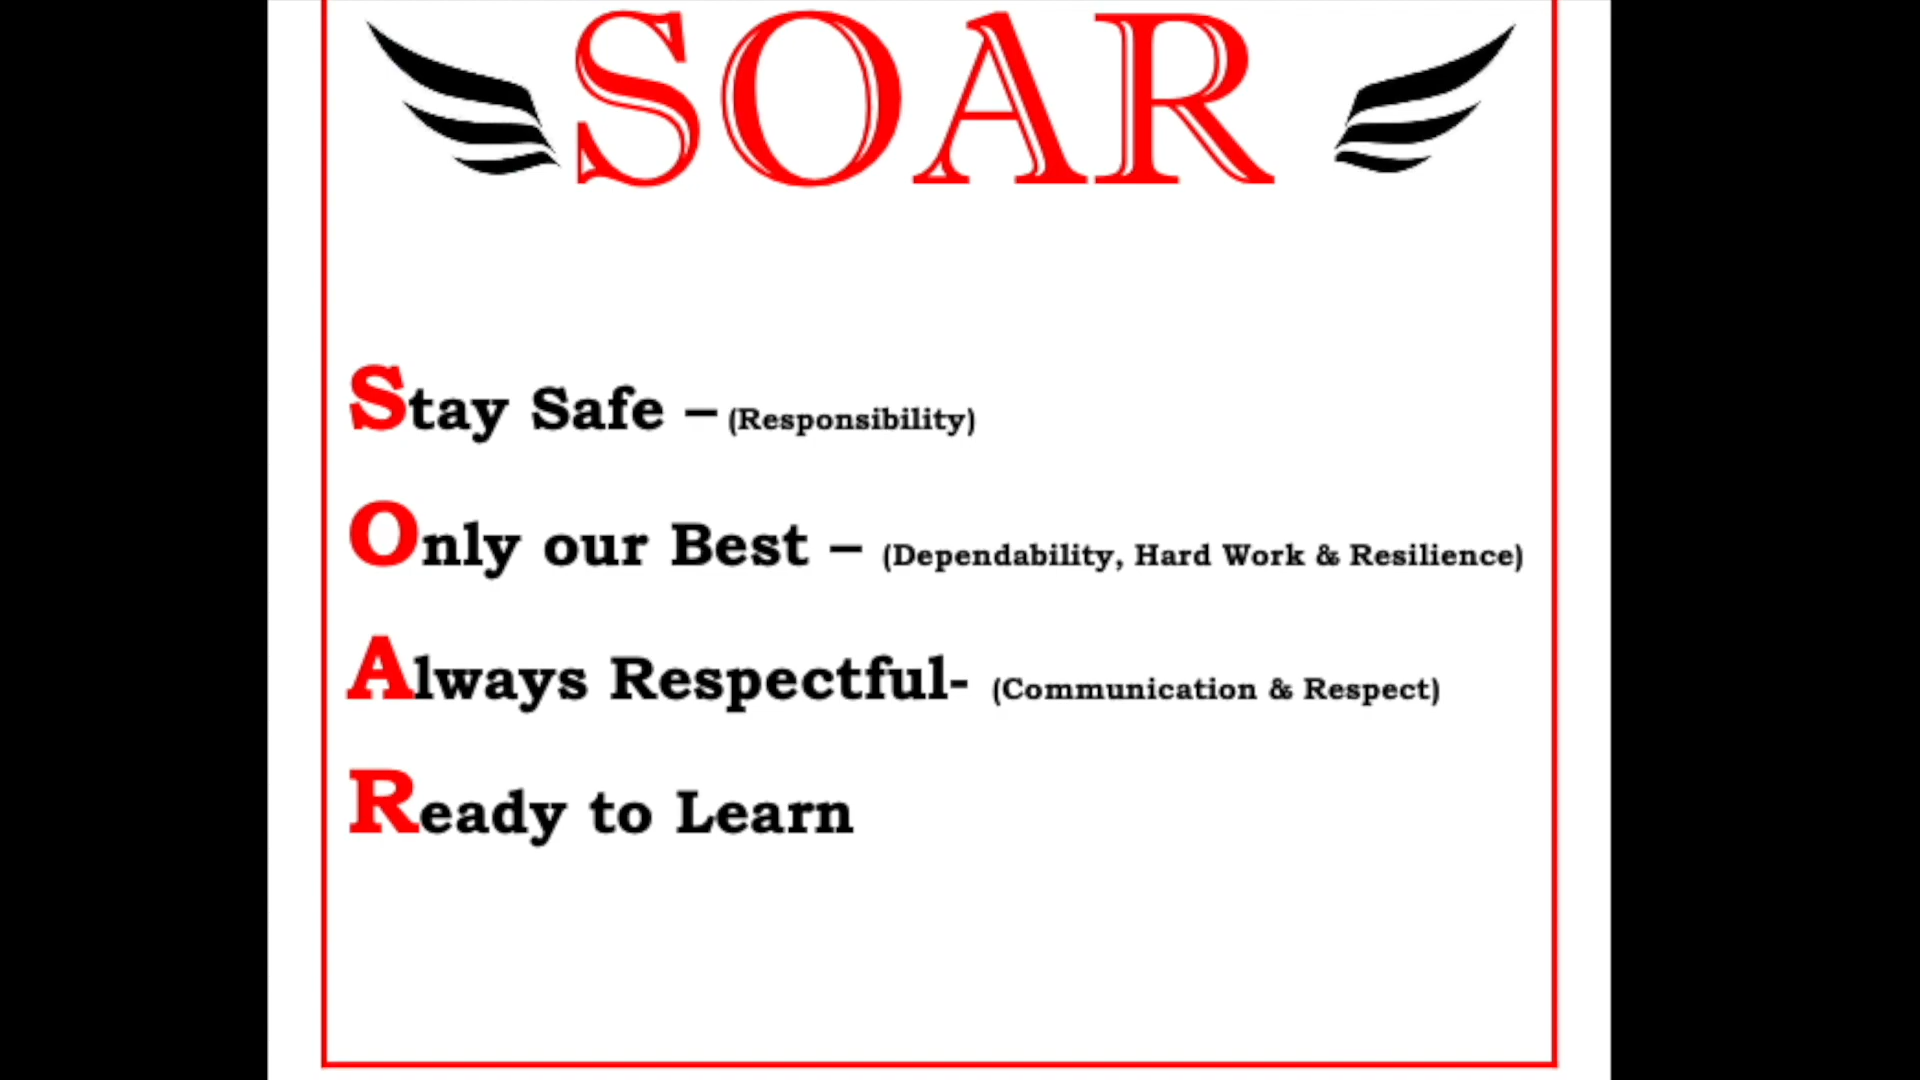 SOAR
Stay Safe – (Responsibility)
Only our Best – (Dependability, Hard Work & Resilience)
Always Respectful- (Communication & Respect)
Ready to Learn